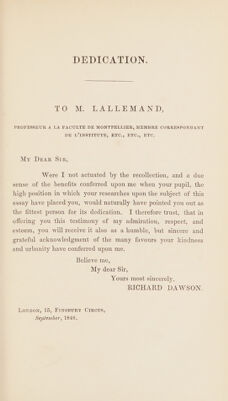 DEDICATION.
TO M. LALLEMAND,
PROFESSEUR A LA FACULTE DE MONTPELLIER, MEMBRE CORRESPONDANT
DE L'INSTITUTE, ETC., ETC., ETC.
MY DEAR SIR,
Were I not actuated by the recollection, and a due
sense of the benefits conferred upon me when your pupil, the
high position in which your researches upon the subject of this
essay have placed you, would naturally have pointed you out as
the fittest person for its dedication. I therefore trust, that in
offering you this testimony of my admiration, respect, and
esteem, you will receive it also as a humble, but sincere and
grateful acknowledgment of the many favours your kindness
and urbanity have conferred upon me.
Believe me,
My dear Sir,
Yours most sincerely,
RICHARD DAWSON.
LONDON, 15, FINSBURY CIRCUS,
September, 1840.